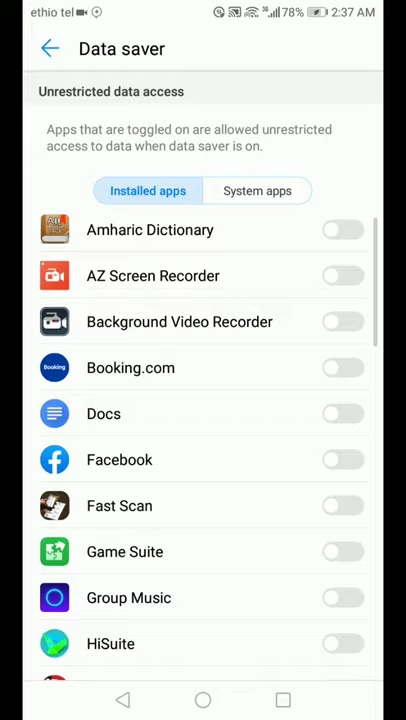 ethio tel 78% 2:37 AM
Data saver
Unrestricted data access
Apps that are toggled on are allowed unrestricted
access to data when data saver is on.
Installed apps System apps
Amharic Dictionary
AZ Screen Recorder
Background Video Recorder
Booking Booking.com
Docs
Facebook
Fast Scan
Game Suite
Group Music
HiSuite